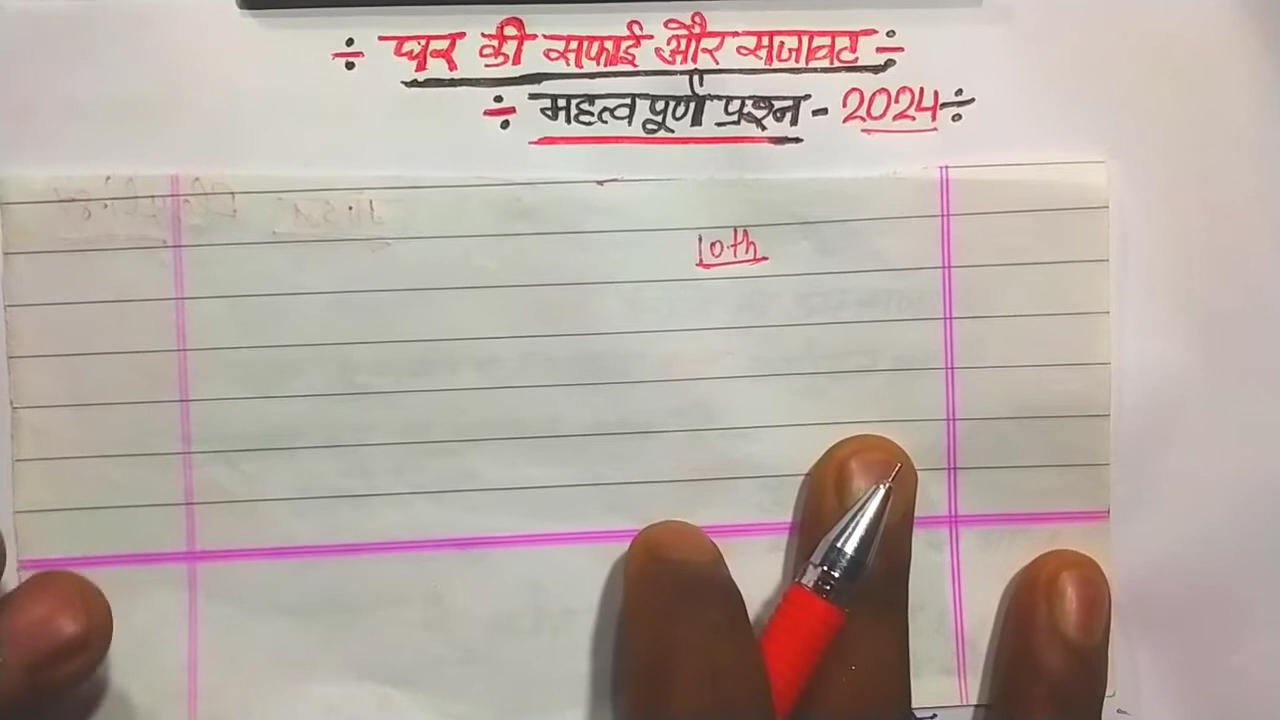 ÷ घर की सफाई और सजावट ÷
÷ महत्वपूर्ण प्रश्न - 2024 ÷
10th